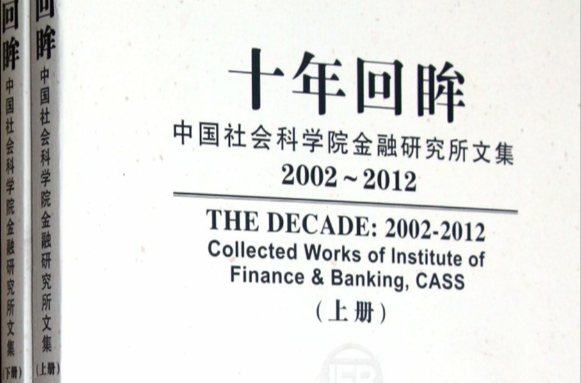 回眸
中国社会科学院金融研究所文集
(下册)
回眸
中国社会科学院金融研究所文集
(上册)
十年回眸
中国社会科学院金融研究所文集
2002~2012
THE DECADE: 2002-2012
Collected Works of Institute of
Finance & Banking, CASS
(上册)